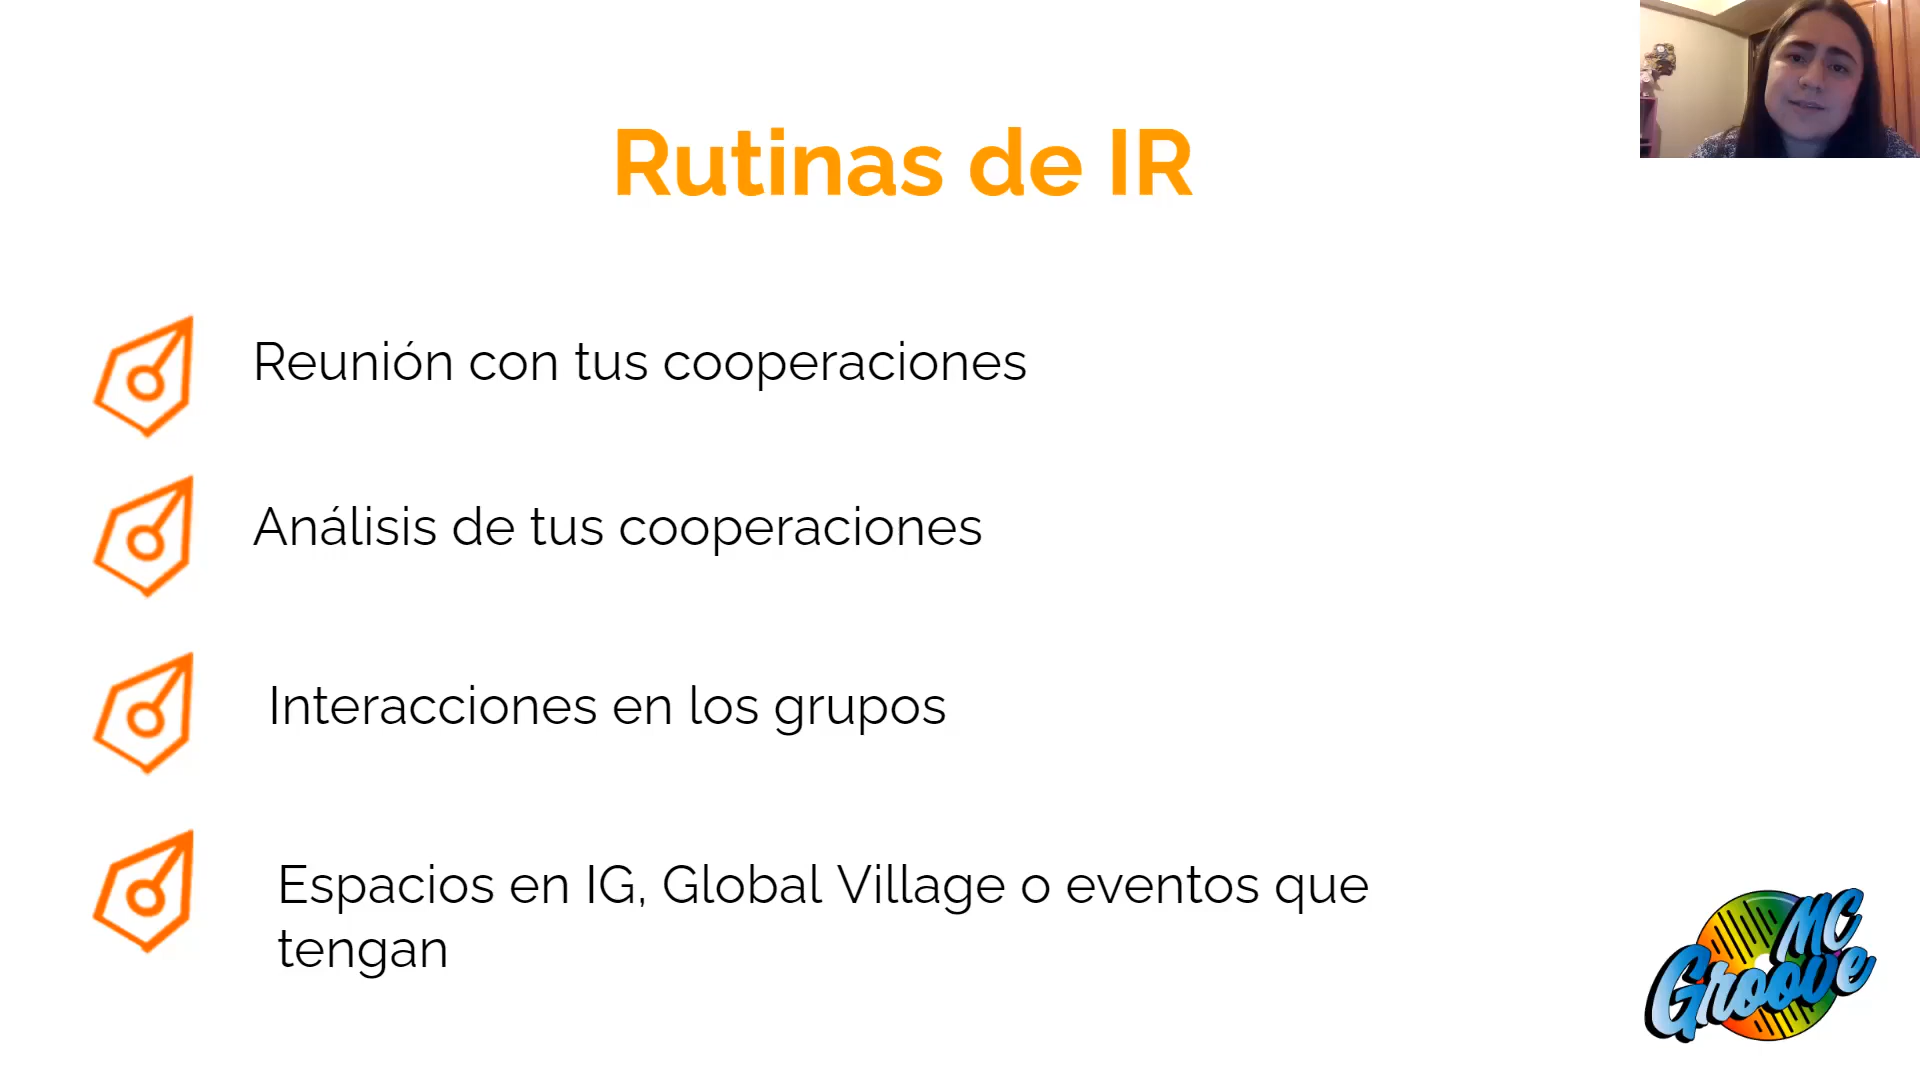 Rutinas de IR
Reunión con tus cooperaciones
Análisis de tus cooperaciones
Interacciones en los grupos
Espacios en IG, Global Village o eventos que
tengan
MC
Groove